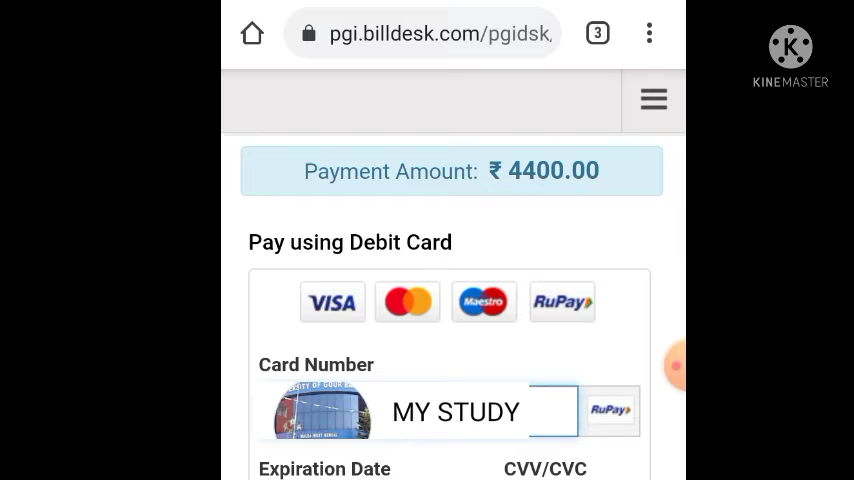 pgi.billdesk.com/pgidsk
3
K
KINEMASTER
Payment Amount: ₹ 4400.00
Pay using Debit Card
VISA
Maestro
RuPay
Card Number
MY STUDY
RuPay
Expiration Date
CVV/CVC